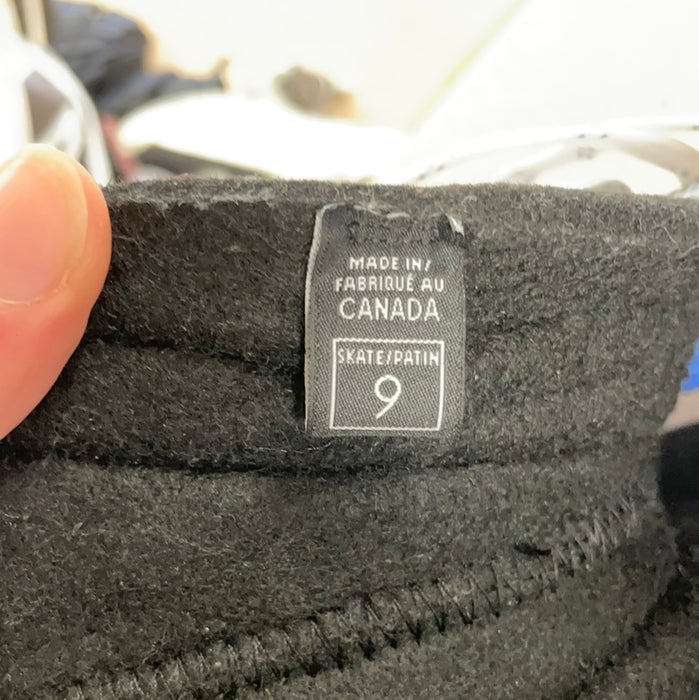 MADE IN/
FABRIQUÉ AU
CANADA
SKATE/PATIN
9